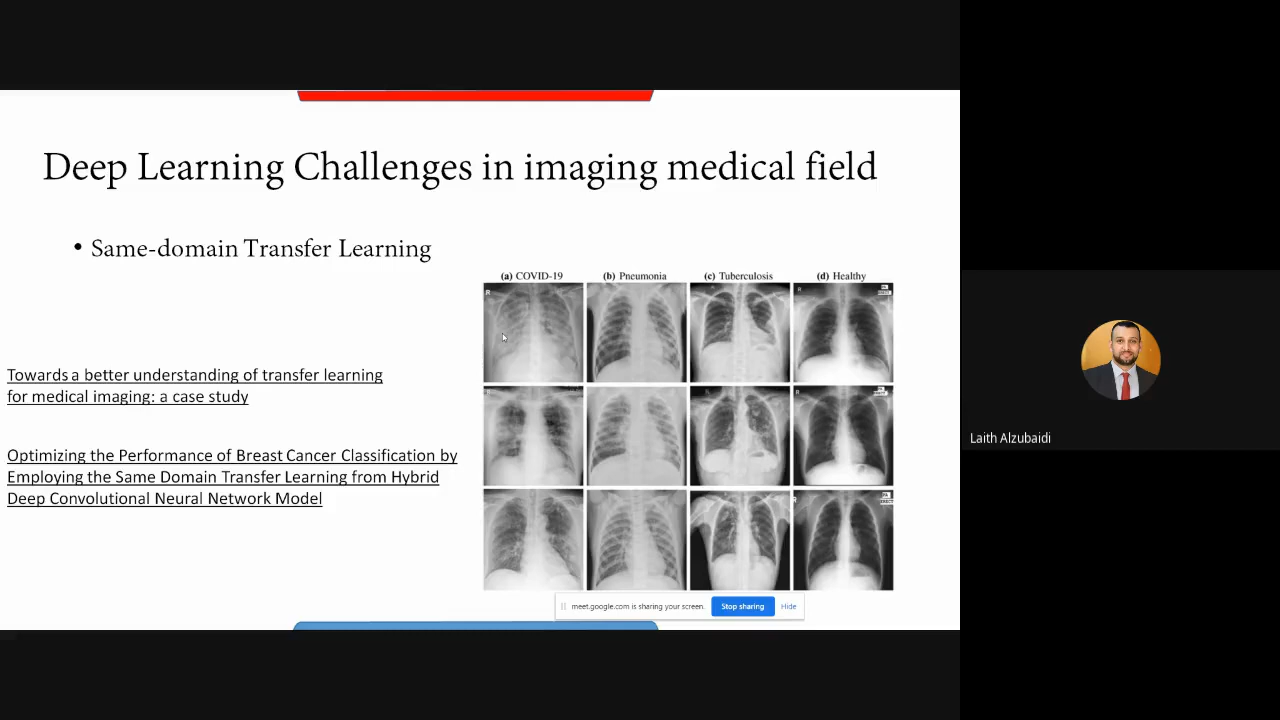 Deep Learning Challenges in imaging medical field
• Same-domain Transfer Learning
(a) COVID-19 (b) Pneumonia (c) Tuberculosis (d) Healthy
R
R
R
R
R
Towards a better understanding of transfer learning
for medical imaging: a case study
Optimizing the Performance of Breast Cancer Classification by
Employing the Same Domain Transfer Learning from Hybrid
Deep Convolutional Neural Network Model
meet.google.com is sharing your screen. Stop sharing Hide
Laith Alzubaidi